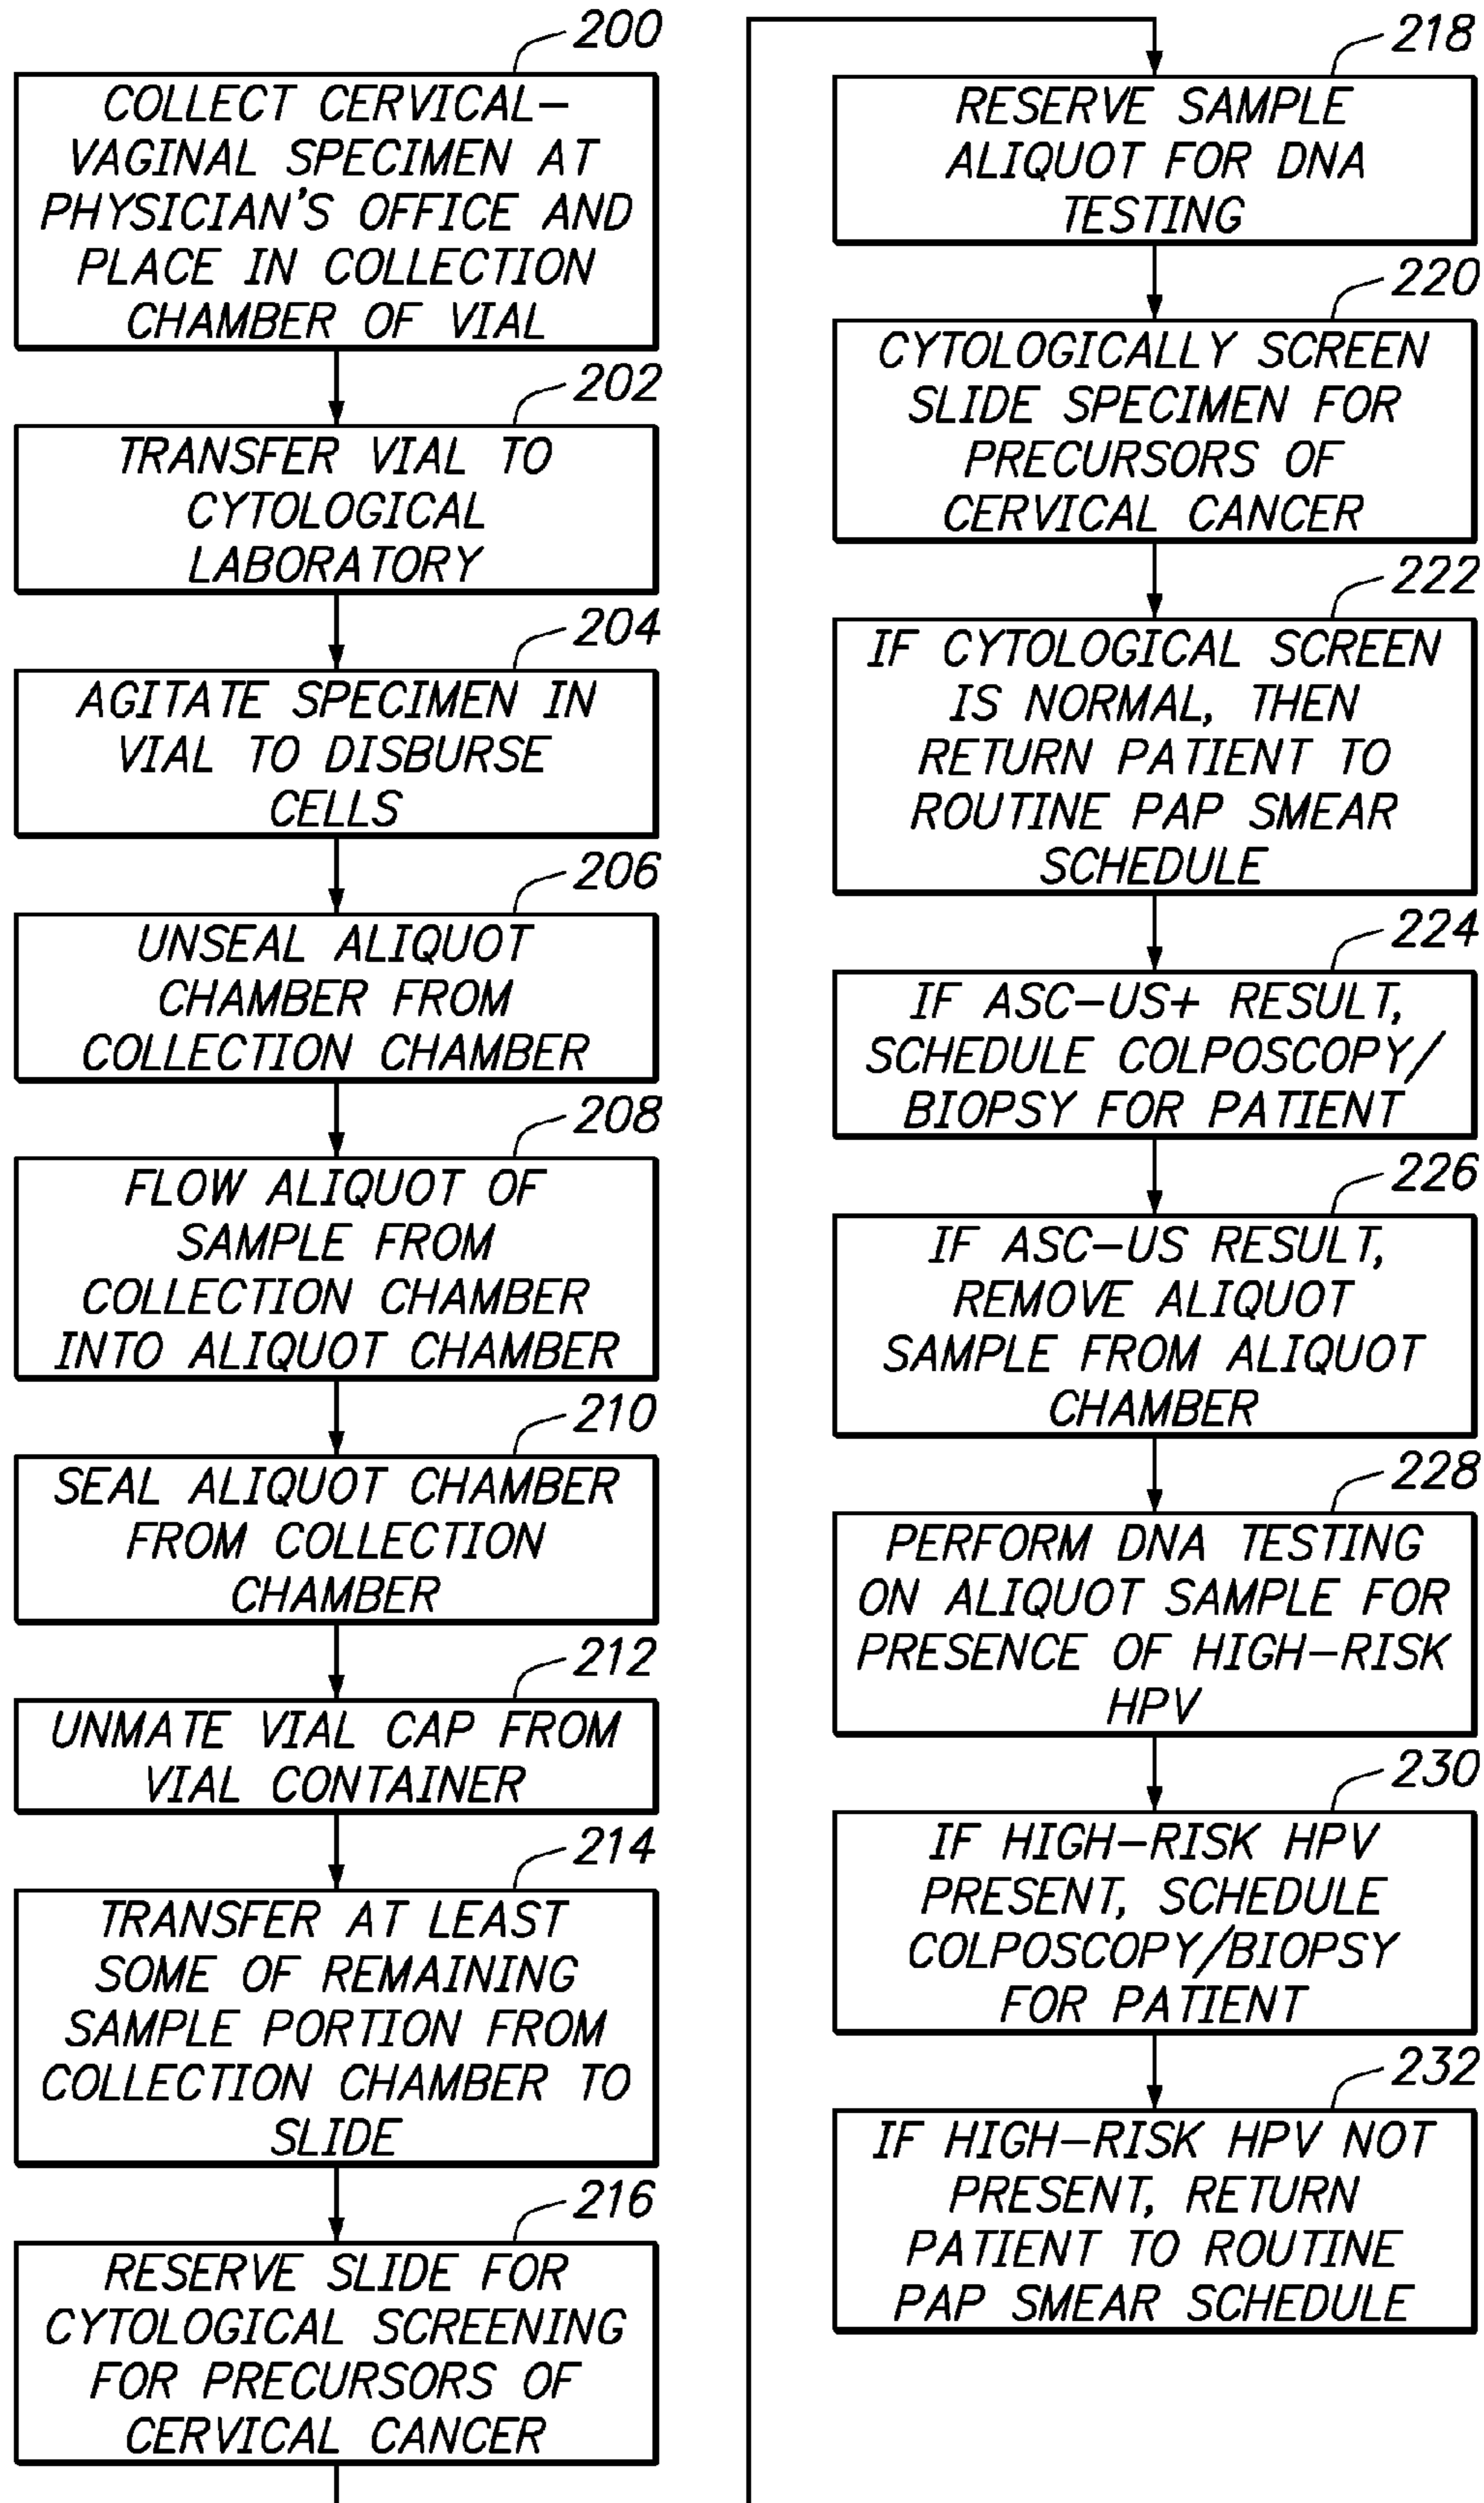 200
COLLECT CERVICAL-
VAGINAL SPECIMEN AT
PHYSICIAN'S OFFICE AND
PLACE IN COLLECTION
CHAMBER OF VIAL
202
TRANSFER VIAL TO
CYTOLOGICAL
LABORATORY
204
AGITATE SPECIMEN IN
VIAL TO DISBURSE
CELLS
206
UNSEAL ALIQUOT
CHAMBER FROM
COLLECTION CHAMBER
208
FLOW ALIQUOT OF
SAMPLE FROM
COLLECTION CHAMBER
INTO ALIQUOT CHAMBER
210
SEAL ALIQUOT CHAMBER
FROM COLLECTION
CHAMBER
212
UNMATE VIAL CAP FROM
VIAL CONTAINER
214
TRANSFER AT LEAST
SOME OF REMAINING
SAMPLE PORTION FROM
COLLECTION CHAMBER TO
SLIDE
216
RESERVE SLIDE FOR
CYTOLOGICAL SCREENING
FOR PRECURSORS OF
CERVICAL CANCER
218
RESERVE SAMPLE
ALIQUOT FOR DNA
TESTING
220
CYTOLOGICALLY SCREEN
SLIDE SPECIMEN FOR
PRECURSORS OF
CERVICAL CANCER
222
IF CYTOLOGICAL SCREEN
IS NORMAL, THEN
RETURN PATIENT TO
ROUTINE PAP SMEAR
SCHEDULE
224
IF ASC-US+ RESULT,
SCHEDULE COLPOSCOPY/
BIOPSY FOR PATIENT
226
IF ASC-US RESULT,
REMOVE ALIQUOT
SAMPLE FROM ALIQUOT
CHAMBER
228
PERFORM DNA TESTING
ON ALIQUOT SAMPLE FOR
PRESENCE OF HIGH-RISK
HPV
230
IF HIGH-RISK HPV
PRESENT, SCHEDULE
COLPOSCOPY/BIOPSY
FOR PATIENT
232
IF HIGH-RISK HPV NOT
PRESENT, RETURN
PATIENT TO ROUTINE
PAP SMEAR SCHEDULE